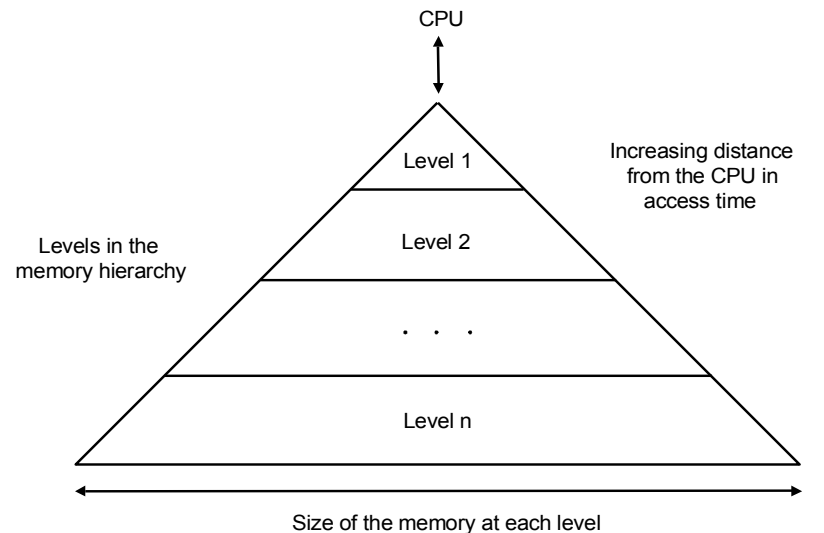 CPU
Level 1
Increasing distance
from the CPU in
access time
Level 2
Levels in the
memory hierarchy
. . .
Level n
Size of the memory at each level